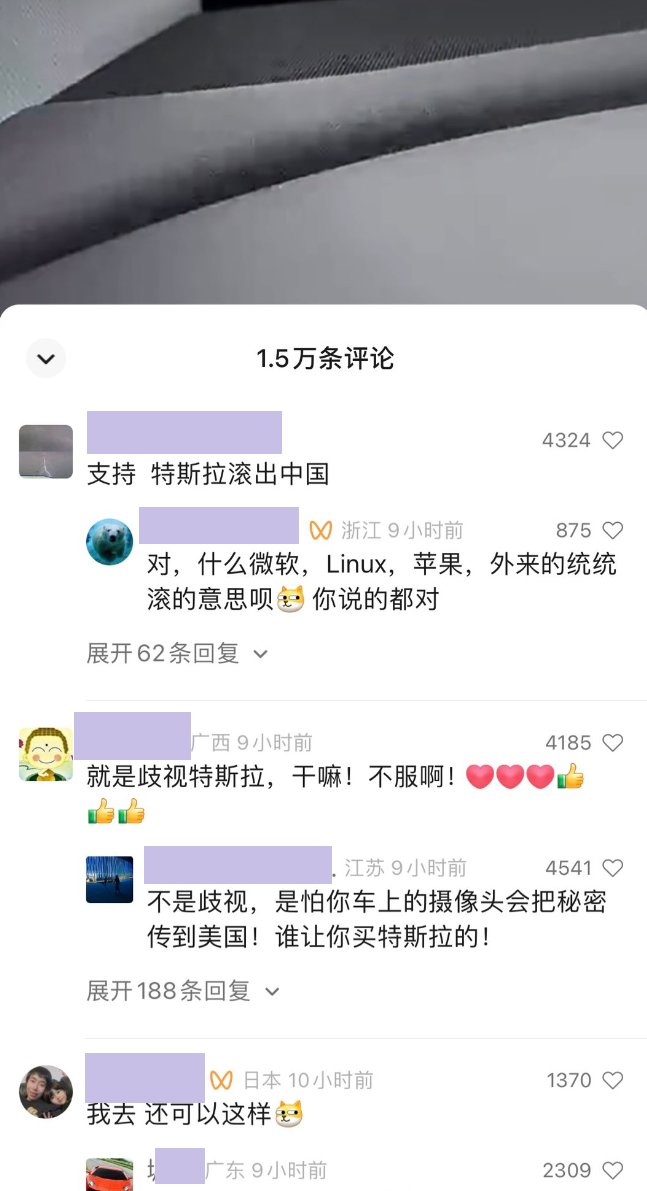 1.5万条评论
4324
支持 特斯拉滚出中国
浙江 9小时前 875
对，什么微软，Linux，苹果，外来的统统
滚的意思呗 你说的都对
展开62条回复
广西 9小时前 4185
就是歧视特斯拉，干嘛！不服啊！❤️❤️❤️👍
👍👍
. 江苏 9小时前 4541
不是歧视，是怕你车上的摄像头会把秘密
传到美国！谁让你买特斯拉的！
展开188条回复
日本 10小时前 1370
我去 还可以这样
广东 9小时前 2309